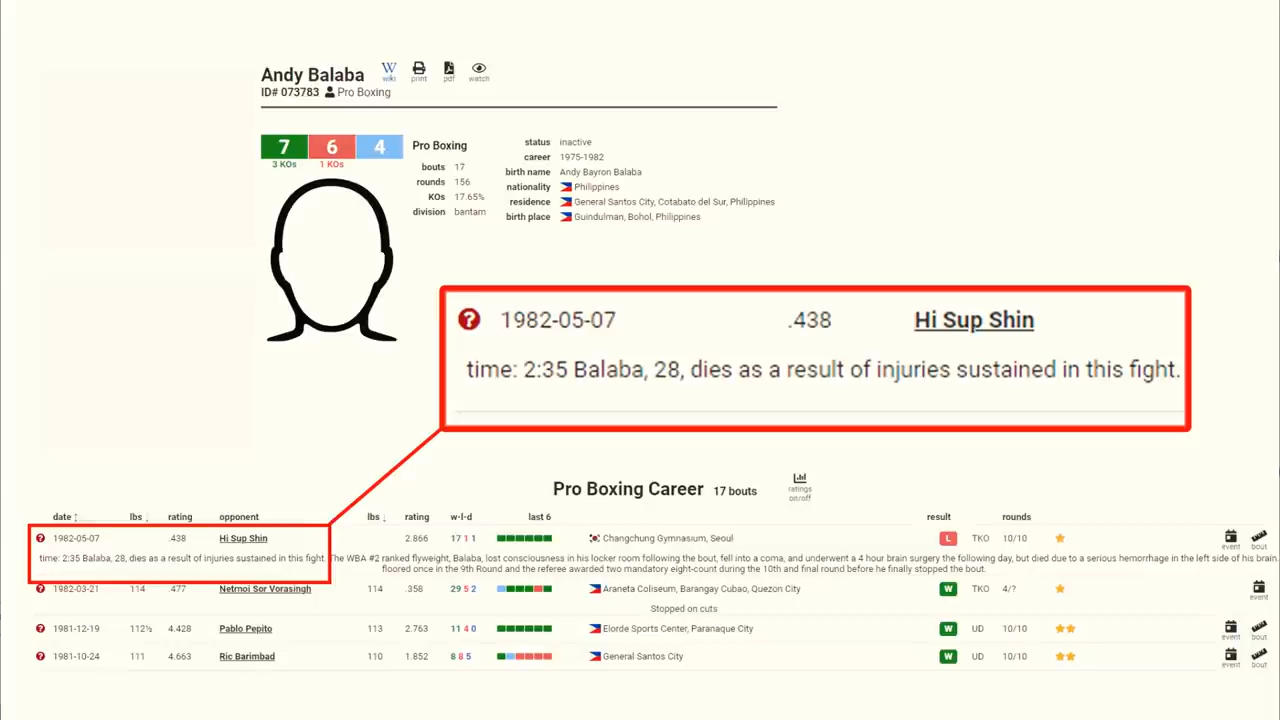 Andy Balaba
wiki print pdf watch
ID# 073783 Pro Boxing
7 6 4
3 KOs 1 KOs
Pro Boxing
bouts 17
rounds 156
KOs 17.65%
division bantam
status inactive
career 1975-1982
birth name Andy Bayron Balaba
nationality Philippines
residence General Santos City, Cotabato del Sur, Philippines
birth place Guindulman, Bohol, Philippines
? 1982-05-07 .438 Hi Sup Shin
time: 2:35 Balaba, 28, dies as a result of injuries sustained in this fight.
Pro Boxing Career 17 bouts
ratings
on/off
date lbs rating opponent lbs rating w-l-d last 6 result rounds
? 1982-05-07 .438 Hi Sup Shin 2.866 17 1 1 Changchung Gymnasium, Seoul L TKO 10/10 event bout
time: 2:35 Balaba, 28, dies as a result of injuries sustained in this fight. The WBA #2 ranked flyweight, Balaba, lost consciousness in his locker room following the bout, fell into a coma, and underwent a 4 hour brain surgery the following day, but died due to a serious hemorrhage in the left side of his brain.
floored once in the 9th Round and the referee awarded two mandatory eight-count during the 10th and final round before he finally stopped the bout.
? 1982-03-21 114 .477 Netrnoi Sor Vorasingh 114 .358 29 5 2 Araneta Coliseum, Barangay Cubao, Quezon City W TKO 4/? event
Stopped on cuts
? 1981-12-19 112½ 4.428 Pablo Pepito 113 2.763 11 4 0 Elorde Sports Center, Paranaque City W UD 10/10 event bout
? 1981-10-24 111 4.663 Ric Barimbad 110 1.852 8 8 5 General Santos City W UD 10/10 event bout